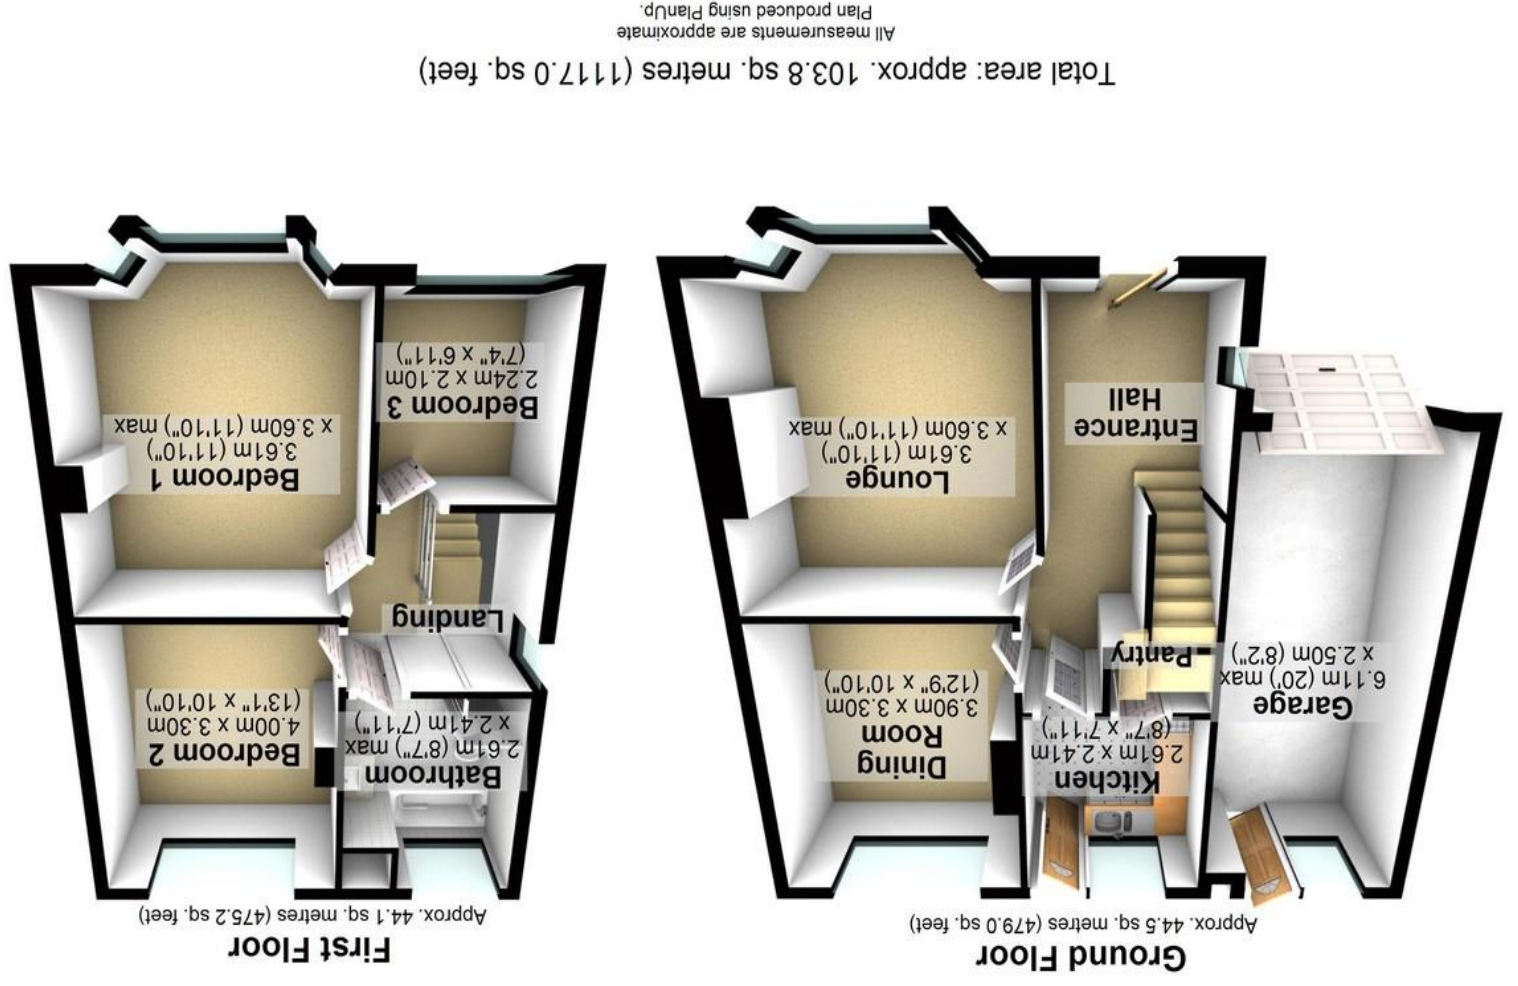 Ground Floor
Approx. 44.5 sq. metres (479.0 sq. feet)
Kitchen
2.61m x 2.41m
(8'7" x 7'11")
Dining
Room
3.90m x 3.30m
(12'9" x 10'10")
Garage
6.11m (20') max
x 2.50m (8'2")
Pantry
Lounge
3.61m (11'10")
x 3.60m (11'10") max
Entrance
Hall
First Floor
Approx. 44.1 sq. metres (475.2 sq. feet)
Bathroom
2.61m (8'7") max
x 2.41m (7'11")
Bedroom 2
4.00m x 3.30m
(13'1" x 10'10")
Landing
Bedroom 1
3.61m (11'10")
x 3.60m (11'10") max
Bedroom 3
2.24m x 2.10m
(7'4" x 6'11")
Total area: approx. 103.8 sq. metres (1117.0 sq. feet)
All measurements are approximate
Plan produced using PlanUp.